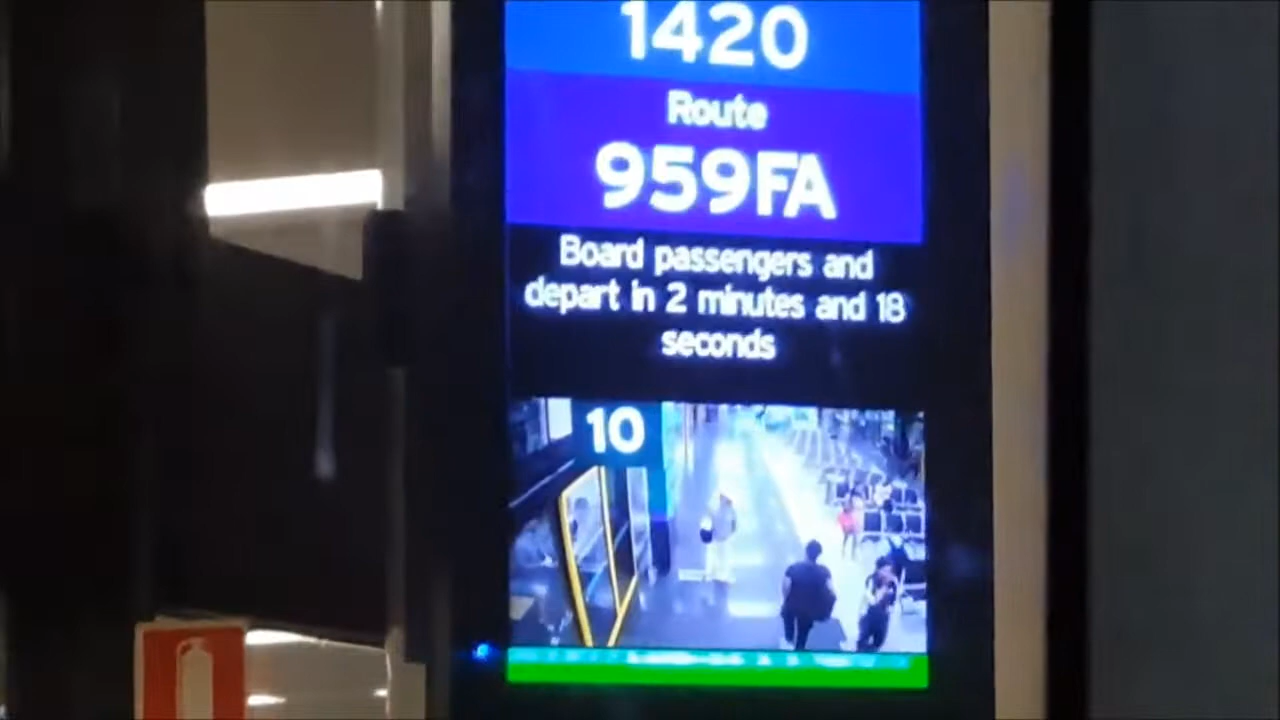 1420
Route
959FA
Board passengers and
depart in 2 minutes and 18
seconds
10